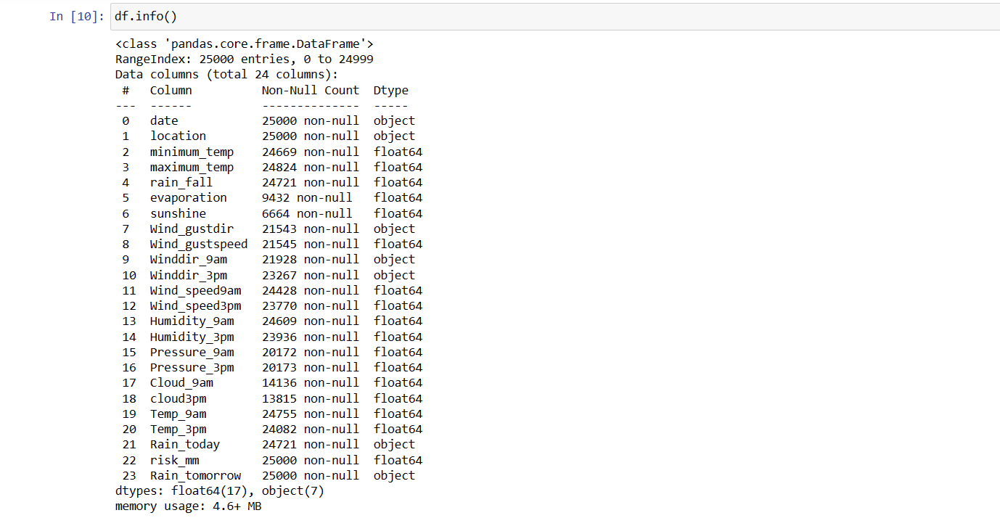 In [10]: df.info()
<class 'pandas.core.frame.DataFrame'>
RangeIndex: 25000 entries, 0 to 24999
Data columns (total 24 columns):
 #   Column          Non-Null Count  Dtype
---  ------          --------------  -----
 0   date            25000 non-null  object
 1   location        25000 non-null  object
 2   minimum_temp    24669 non-null  float64
 3   maximum_temp    24824 non-null  float64
 4   rain_fall       24721 non-null  float64
 5   evaporation     9432 non-null   float64
 6   sunshine        6664 non-null   float64
 7   Wind_gustdir    21543 non-null  object
 8   Wind_gustspeed  21545 non-null  float64
 9   Winddir_9am     21928 non-null  object
 10  Winddir_3pm     23267 non-null  object
 11  Wind_speed9am   24428 non-null  float64
 12  Wind_speed3pm   23770 non-null  float64
 13  Humidity_9am    24609 non-null  float64
 14  Humidity_3pm    23936 non-null  float64
 15  Pressure_9am    20172 non-null  float64
 16  Pressure_3pm    20173 non-null  float64
 17  Cloud_9am       14136 non-null  float64
 18  cloud3pm        13815 non-null  float64
 19  Temp_9am        24755 non-null  float64
 20  Temp_3pm        24082 non-null  float64
 21  Rain_today      24721 non-null  object
 22  risk_mm         25000 non-null  float64
 23  Rain_tomorrow   25000 non-null  object
dtypes: float64(17), object(7)
memory usage: 4.6+ MB